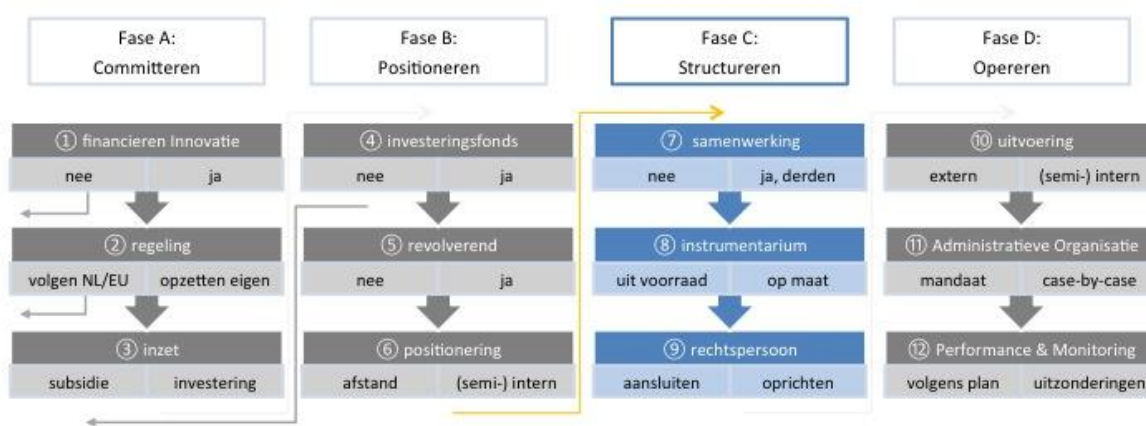 Fase A:
Committeren
Fase B:
Positioneren
Fase C:
Structureren
Fase D:
Opereren
① financieren Innovatie
nee ja
② regeling
volgen NL/EU opzetten eigen
③ inzet
subsidie investering
④ investeringsfonds
nee ja
⑤ revolverend
nee ja
⑥ positionering
afstand (semi-) intern
⑦ samenwerking
nee ja, derden
⑧ instrumentarium
uit voorraad op maat
⑨ rechtspersoon
aansluiten oprichten
⑩ uitvoering
extern (semi-) intern
⑪ Administratieve Organisatie
mandaat case-by-case
⑫ Performance & Monitoring
volgens plan uitzonderingen